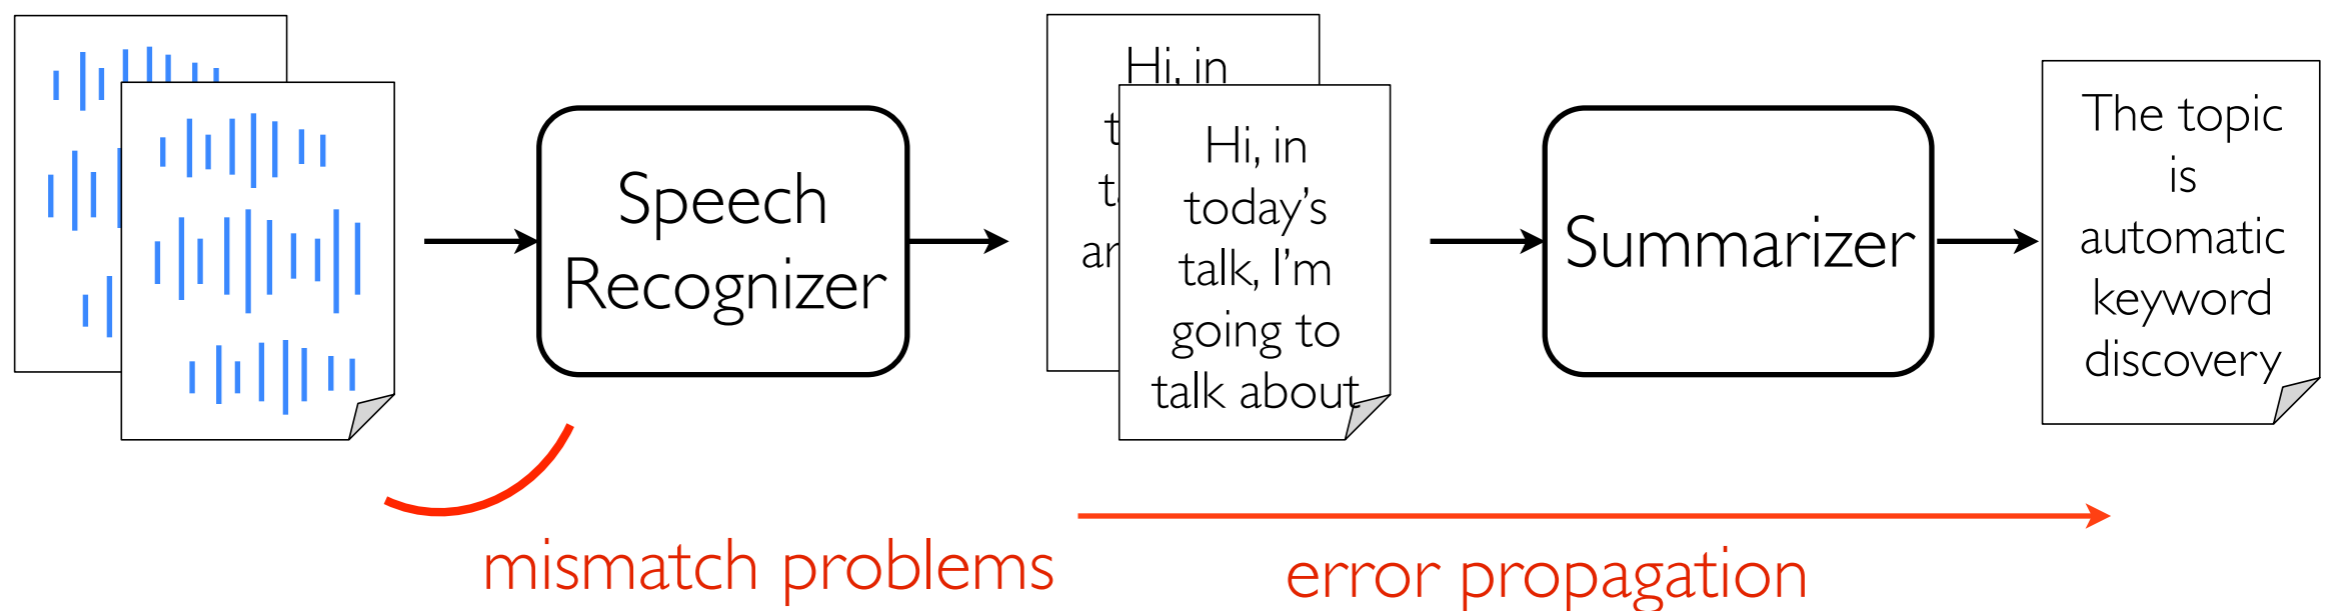 Speech
Recognizer
Hi, in
t
t
ar
Hi, in
today's
talk, I'm
going to
talk about
Summarizer
The topic
is
automatic
keyword
discovery
mismatch problems
error propagation